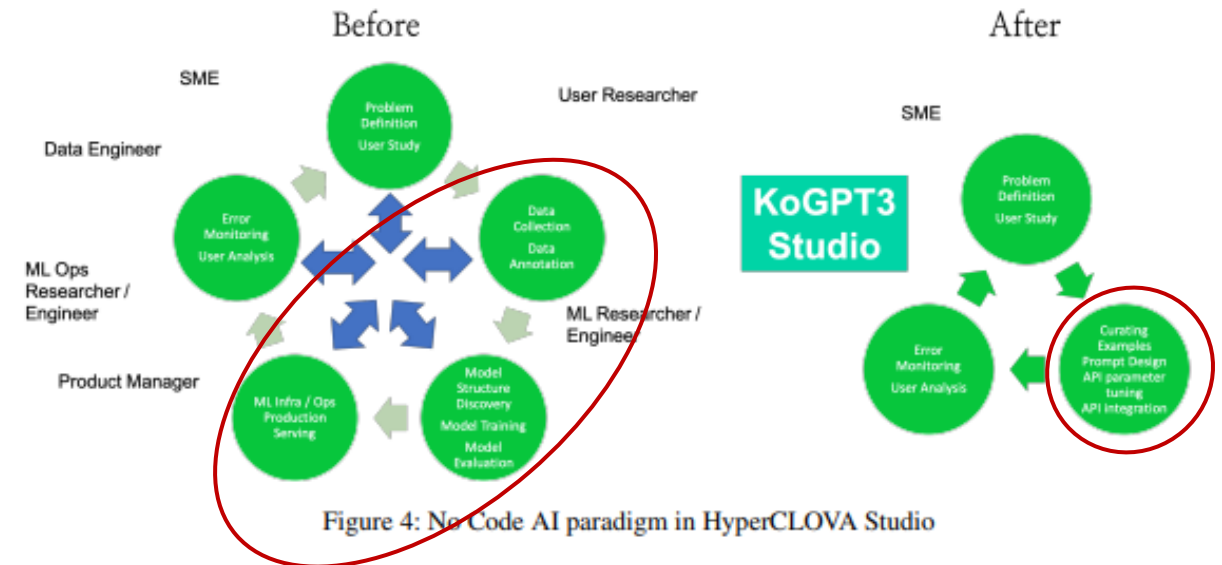 Before
After
SME
User Researcher
Data Engineer
ML Ops
Researcher /
Engineer
Product Manager
ML Researcher /
Engineer
Problem
Definition
User Study
Data
Collection
Data
Annotation
Model
Structure
Discovery
Model Training
Model
Evaluation
ML Infra / Ops
Production
Serving
Error
Monitoring
User Analysis
KoGPT3
Studio
SME
Problem
Definition
User Study
Curating
Examples
Prompt Design
API parameter
tuning
API integration
Error
Monitoring
User Analysis
Figure 4: No Code AI paradigm in HyperCLOVA Studio